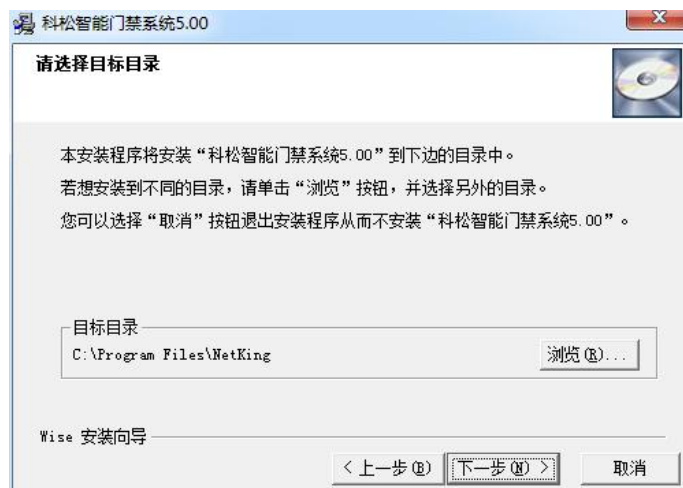 科松智能门禁系统5.00
请选择目标目录
本安装程序将安装“科松智能门禁系统5.00”到下边的目录中。
若想安装到不同的目录，请单击“浏览”按钮，并选择另外的目录。
您可以选择“取消”按钮退出安装程序从而不安装“科松智能门禁系统5.00”。
目标目录
C:\Program Files\NetKing
浏览(R)...
Wise 安装向导
< 上一步(B)
下一步(N) >
取消